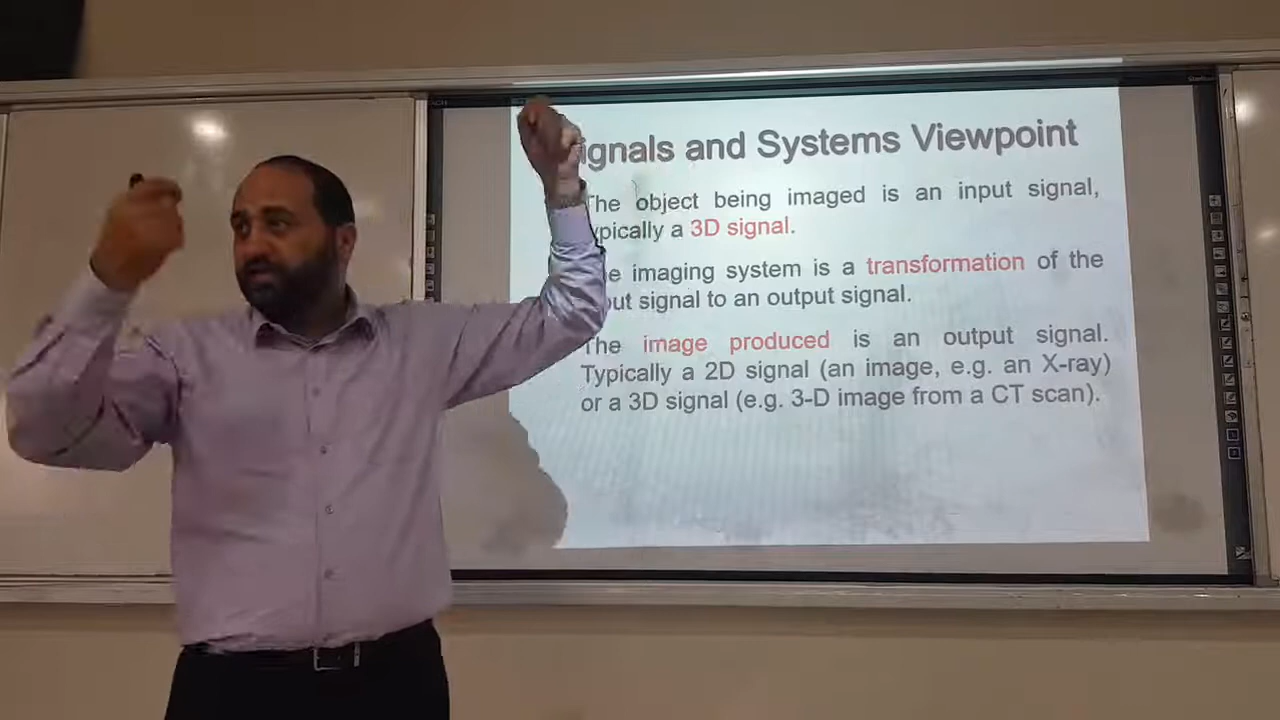 ignals and Systems Viewpoint
The object being imaged is an input signal,
ypically a 3D signal.
e imaging system is a transformation of the
put signal to an output signal.
The image produced is an output signal.
Typically a 2D signal (an image, e.g. an X-ray)
or a 3D signal (e.g. 3-D image from a CT scan).